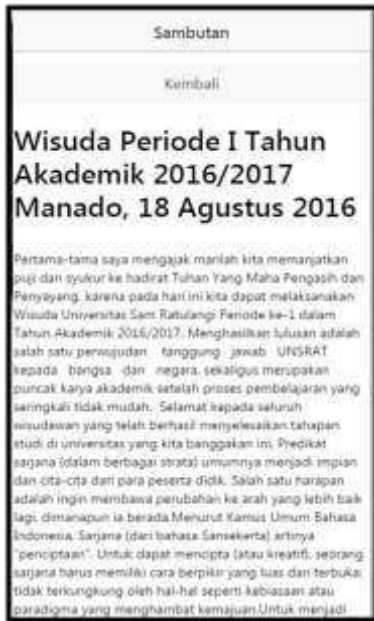 Sambutan
Kembali
Wisuda Periode I Tahun
Akademik 2016/2017
Manado, 18 Agustus 2016
Pertama-tama saya mengajak marilah kita memanjatkan
puji dan syukur ke hadirat Tuhan Yang Maha Pengasih dan
Penyayang, karena pada hari ini kita dapat melaksanakan
Wisuda Universitas Sam Ratulangi Periode ke-1 dalam
Tahun Akademik 2016/2017. Menghasilkan lulusan adalah
salah satu perwujudan tanggung jawab UNSRAT
kepada bangsa dan negara, sekaligus merupakan
puncak karya akademik setelah proses pembelajaran yang
seringkali tidak mudah. Selamat kepada seluruh
wisudawan yang telah berhasil menyelesaikan tahapan
studi di universitas yang kita banggakan ini. Predikat
sarjana (dalam berbagai strata) umumnya menjadi impian
dan cita-cita dari para peserta didik. Salah satu harapan
adalah ingin membawa perubahan ke arah yang lebih baik
lagi, dimanapun ia berada.Menurut Kamus Umum Bahasa
Indonesia, Sarjana (dari bahasa Sansekerta) artinya
"penciptaan". Untuk dapat mencipta (atau kreatif), seorang
sarjana harus memiliki cara berpikir yang luas dan terbuka;
tidak terkungkung oleh hal-hal seperti kebiasaan atau
paradigma yang menghambat kemajuan.Untuk menjadi